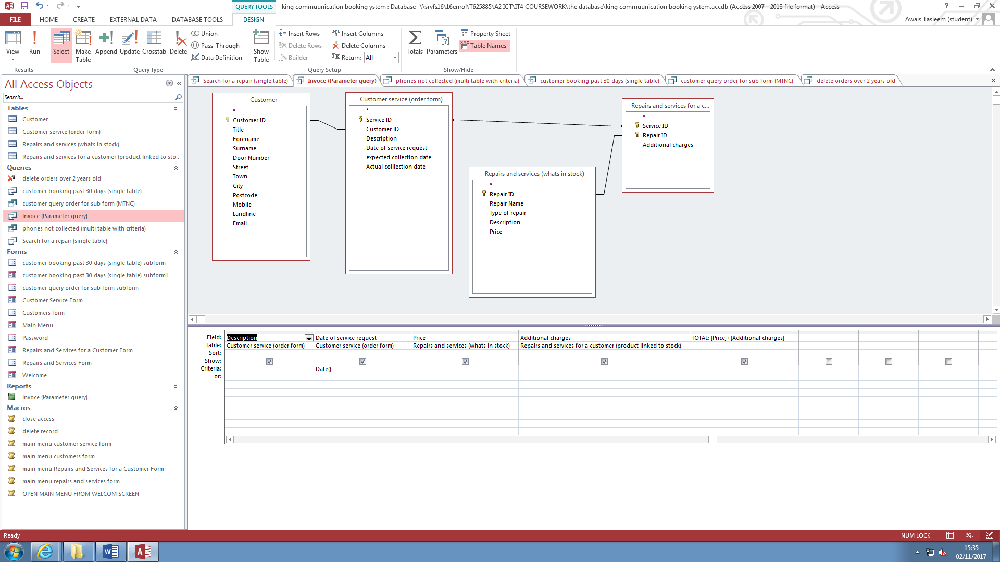 QUERY TOOLS king commuunication booking ystem : Database- \\srvfs16\16enrol\T625885\A2 ICT\IT4 COURSEWORK\the database\king commuunication booking ystem.accdb (Access 2007 - 2013 file format) - Access ?
FILE HOME CREATE EXTERNAL DATA DATABASE TOOLS DESIGN Awais Tasleem (student)
View Run Select Make Table Append Update Crosstab Delete Union Pass-Through Data Definition
Show Table Insert Rows Delete Rows Builder Insert Columns Delete Columns Return: All
Totals Parameters Property Sheet XYZ Table Names
Results Query Type Query Setup Show/Hide
All Access Objects
Search...
Tables
Customer
Customer service (order form)
Repairs and services (whats in stock)
Repairs and services for a customer (product linked to sto...
Queries
delete orders over 2 years old
customer booking past 30 days (single table)
customer query order for sub form (MTNC)
Invoce (Parameter query)
phones not collected (multi table with criteria)
Search for a repair (single table)
Forms
customer booking past 30 days (single table) subform
customer booking past 30 days (single table) subform1
customer query order for sub form subform
Customer Service Form
Customers form
Main Menu
Password
Repairs and Services for a Customer Form
Repairs and Services Form
Welcome
Reports
Invoce (Parameter query)
Macros
close access
delete record
main menu customer service form
main menu customers form
main menu Repairs and Services for a Customer Form
main menu repairs and services form
OPEN MAIN MENU FROM WELCOM SCREEN
Search for a repair (single table) Invoce (Parameter query) phones not collected (multi table with criteria) customer booking past 30 days (single table) customer query order for sub form (MTNC) delete orders over 2 years old
Customer
*
Customer ID
Title
Forename
Surname
Door Number
Street
Town
City
Postcode
Mobile
Landline
Email
Customer service (order form)
*
Service ID
Customer ID
Description
Date of service request
expected collection date
Actual colllection date
Repairs and services (whats in stock)
*
Repair ID
Repair Name
Type of repair
Description
Price
Repairs and services for a c...
*
Service ID
Repair ID
Additional charges
Field: Description Date of service request Price Additional charges TOTAL: [Price]+[Additional charges]
Table: Customer service (order form) Customer service (order form) Repairs and services (whats in stock) Repairs and services for a customer (product linked to stock)
Sort:
Show:
Criteria: Date()
or:
Ready NUM LOCK SQL
15:35
02/11/2017